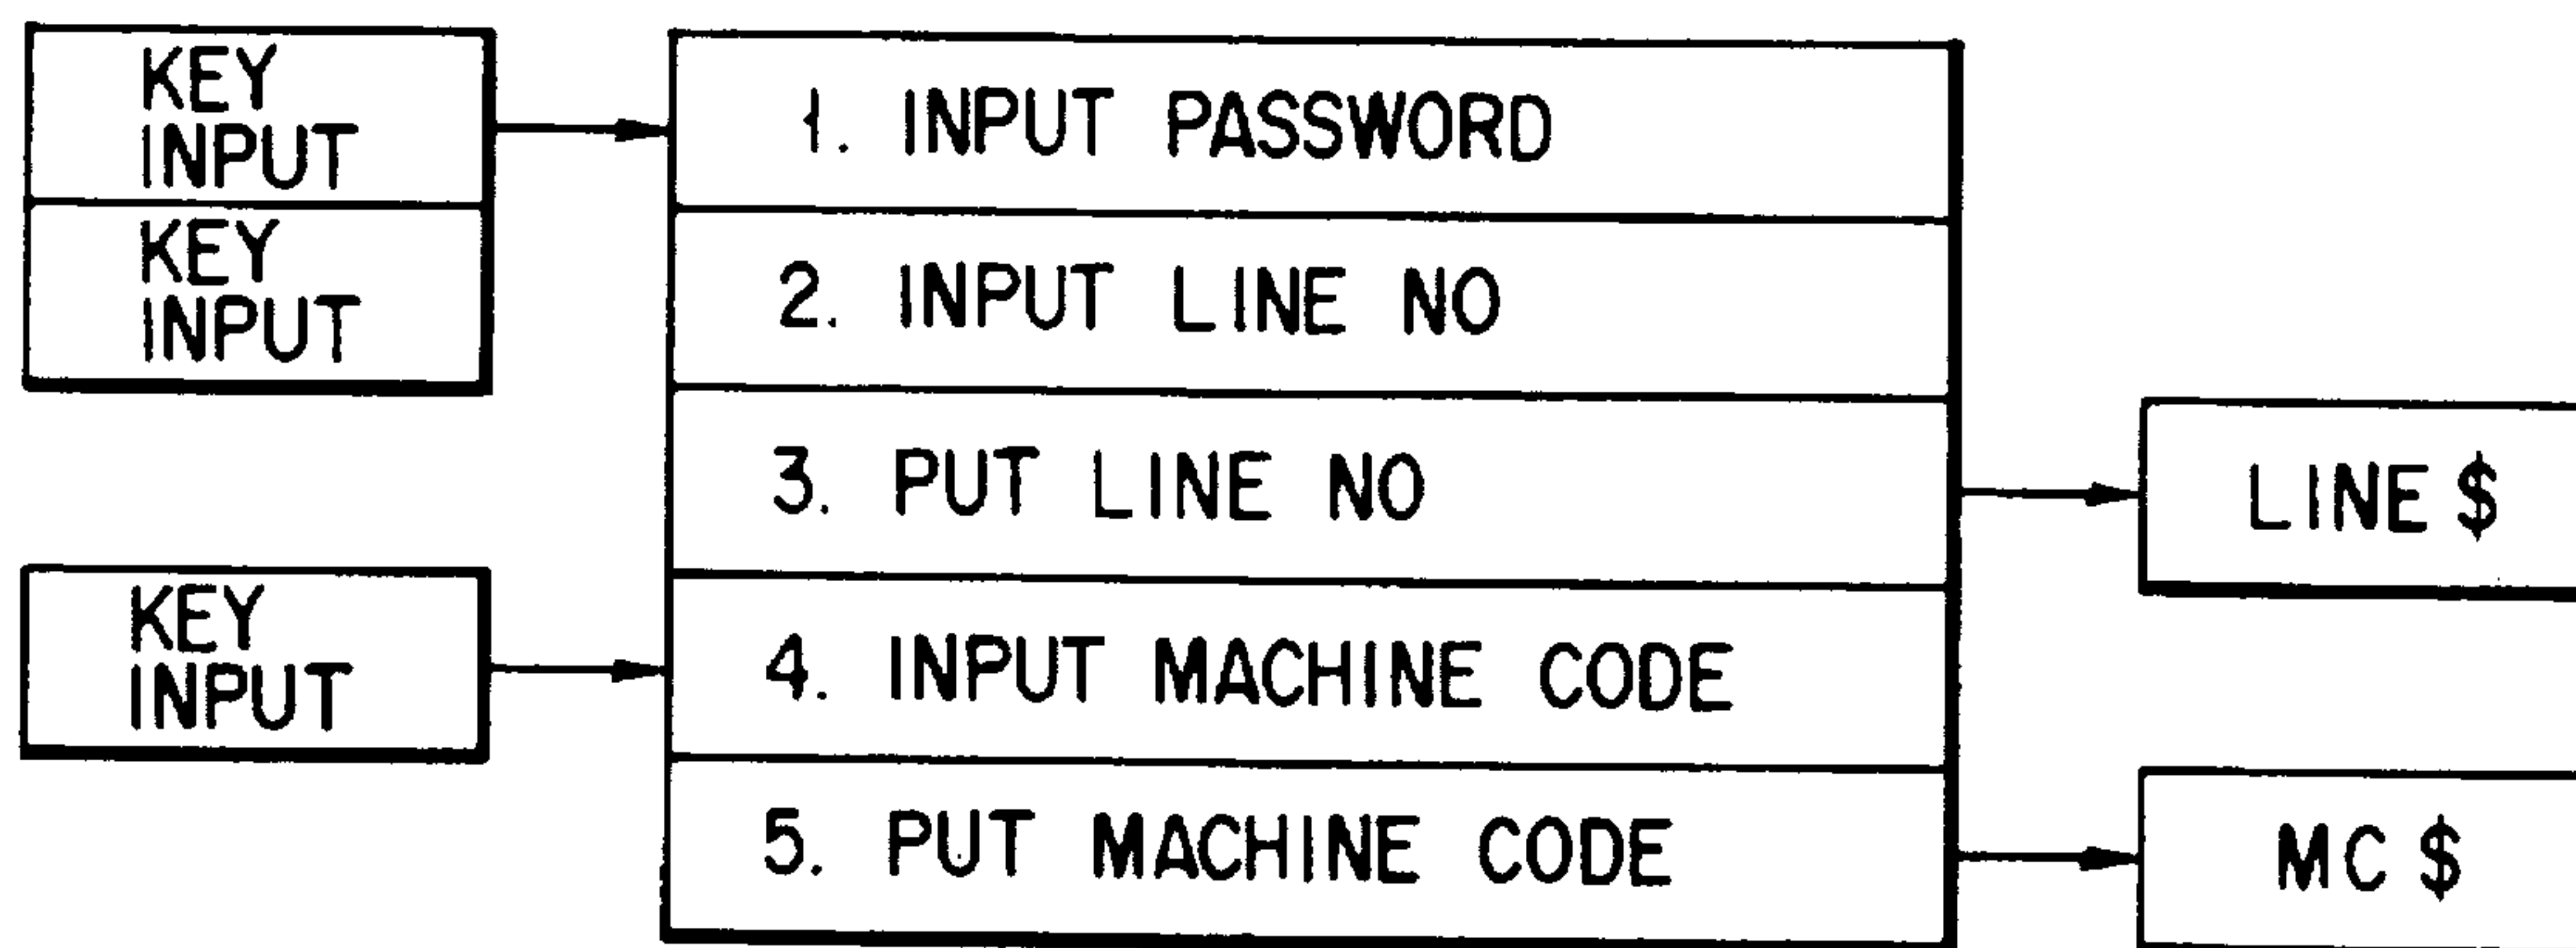 KEY
INPUT
KEY
INPUT
KEY
INPUT
1. INPUT PASSWORD
2. INPUT LINE NO
3. PUT LINE NO
4. INPUT MACHINE CODE
5. PUT MACHINE CODE
LINE $
MC $